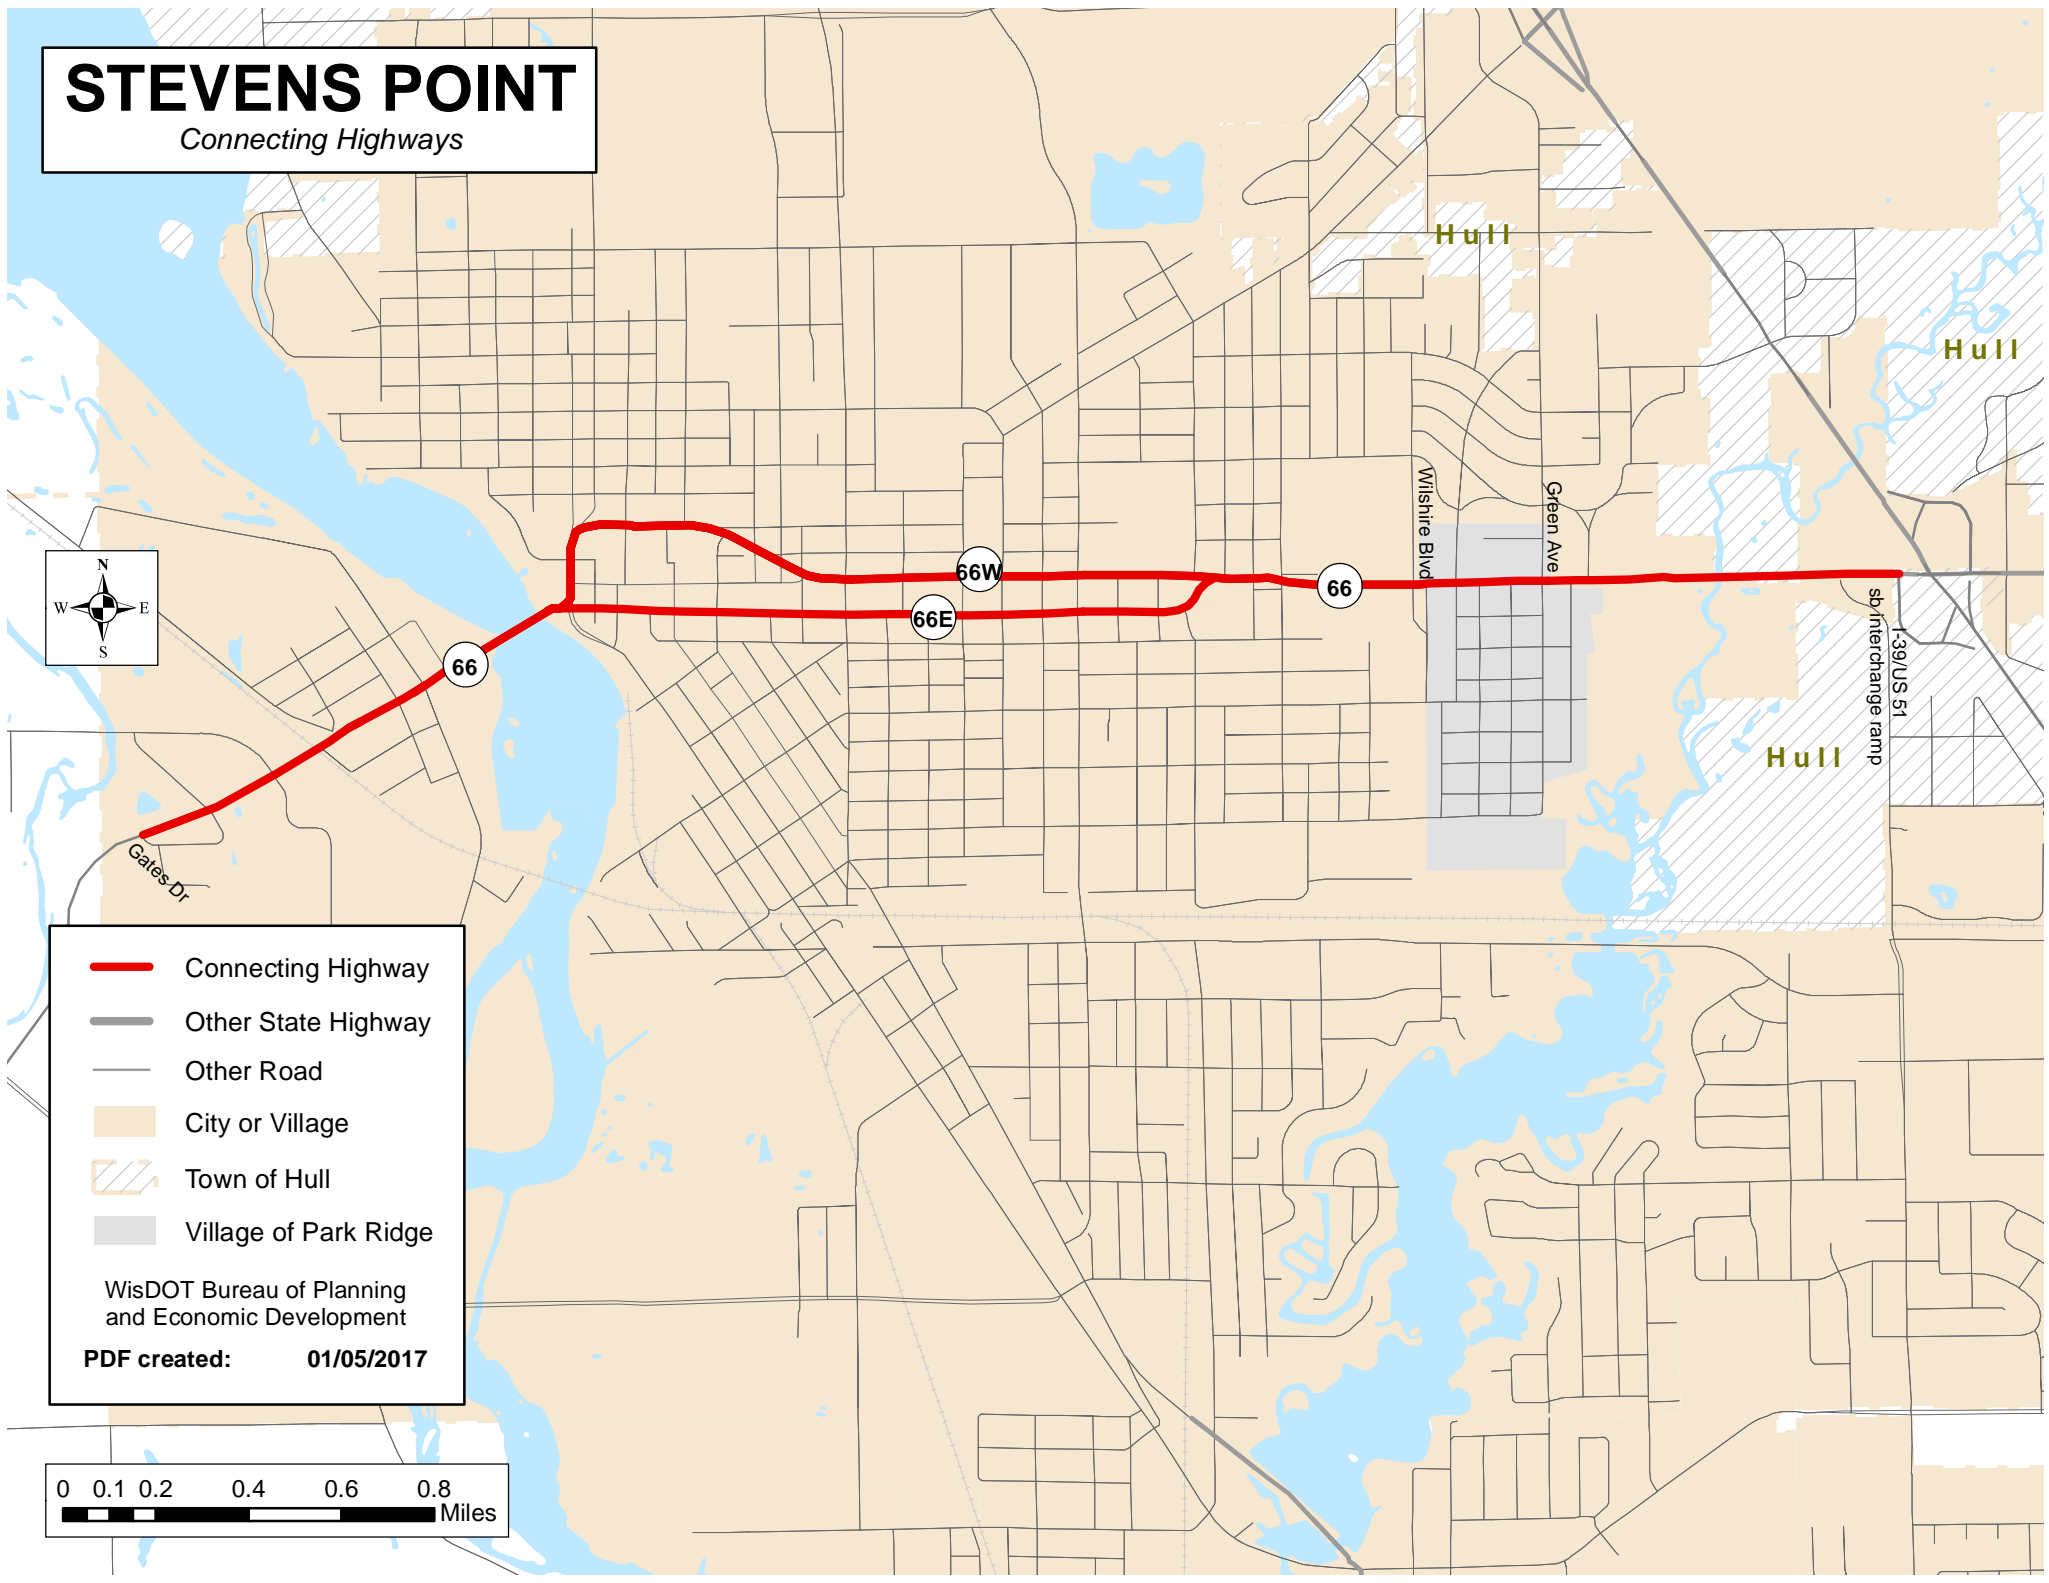 STEVENS POINT
Connecting Highways
Hull
Hull
Wilshire Blvd
Green Ave
N
W
E
S
66W
66
66E
66
sb interchange ramp
I-39/US 51
Hull
Gates Dr
Connecting Highway
Other State Highway
Other Road
City or Village
Town of Hull
Village of Park Ridge
WisDOT Bureau of Planning
and Economic Development
PDF created: 01/05/2017
0 0.1 0.2 0.4 0.6 0.8
Miles